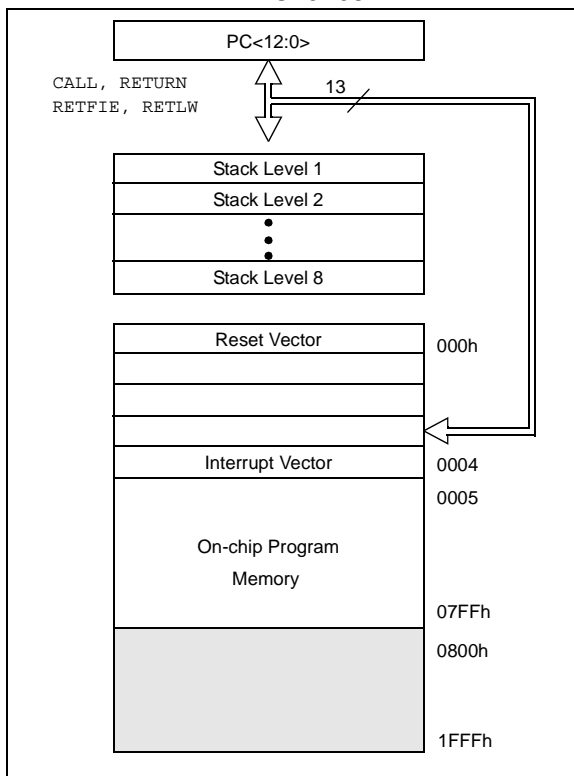 PC<12:0>
CALL, RETURN
RETFIE, RETLW
13
Stack Level 1
Stack Level 2
Stack Level 8
Reset Vector
000h
Interrupt Vector
0004
0005
On-chip Program
Memory
07FFh
0800h
1FFFh